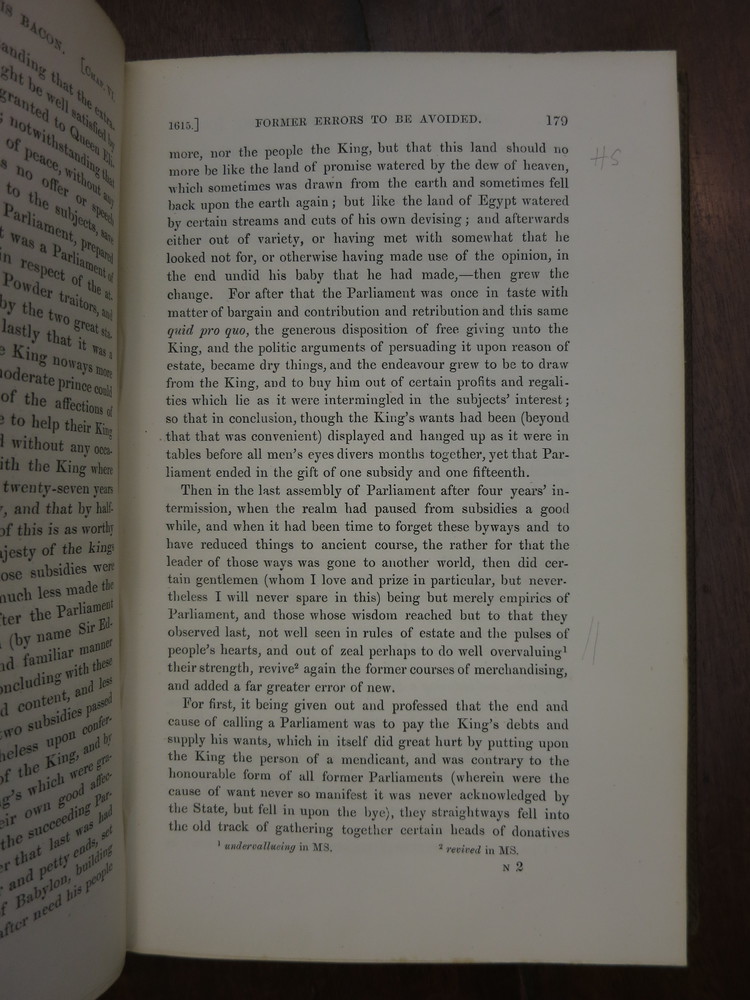 IS BACON. [CHAP. VI.
anding that the extra-
ght be well satisfied by
granted to Queen Eli-
; notwithstanding that
of peace, without any
s no offer or speech
to the subjects, save
Parliament, prepared
t was a Parliament of
in respect of the at-
Powder traitors, and
by the two great sta-
lastly that it was a
e King noways more
moderate prince could
of the affections of
e to help their King
d without any occa-
ith the King where
twenty-seven years
, and that by half-
of this is as worthy
ajesty of the kings
ose subsidies were
much less made the
fter the Parliament
(by name Sir Ed-
nd familiar manner
oncluding with these
d content, and less
two subsidies passed
heless upon confer-
of the King, and by
g's which were gra-
eir own good affec-
the succeeding Par-
er that last was had
r and petty ends, set
f Babylon, building
after need his people
1615.] FORMER ERRORS TO BE AVOIDED. 179
more, nor the people the King, but that this land should no
more be like the land of promise watered by the dew of heaven,
which sometimes was drawn from the earth and sometimes fell
back upon the earth again; but like the land of Egypt watered
by certain streams and cuts of his own devising; and afterwards
either out of variety, or having met with somewhat that he
looked not for, or otherwise having made use of the opinion, in
the end undid his baby that he had made,—then grew the
change. For after that the Parliament was once in taste with
matter of bargain and contribution and retribution and this same
quid pro quo, the generous disposition of free giving unto the
King, and the politic arguments of persuading it upon reason of
estate, became dry things, and the endeavour grew to be to draw
from the King, and to buy him out of certain profits and regali-
ties which lie as it were intermingled in the subjects' interest;
so that in conclusion, though the King's wants had been (beyond
that that was convenient) displayed and hanged up as it were in
tables before all men's eyes divers months together, yet that Par-
liament ended in the gift of one subsidy and one fifteenth.
Then in the last assembly of Parliament after four years' in-
termission, when the realm had paused from subsidies a good
while, and when it had been time to forget these byways and to
have reduced things to ancient course, the rather for that the
leader of those ways was gone to another world, then did cer-
tain gentlemen (whom I love and prize in particular, but never-
theless I will never spare in this) being but merely empirics of
Parliament, and those whose wisdom reached but to that they
observed last, not well seen in rules of estate and the pulses of
people's hearts, and out of zeal perhaps to do well overvaluing¹
their strength, revive² again the former courses of merchandising,
and added a far greater error of new.
For first, it being given out and professed that the end and
cause of calling a Parliament was to pay the King's debts and
supply his wants, which in itself did great hurt by putting upon
the King the person of a mendicant, and was contrary to the
honourable form of all former Parliaments (wherein were the
cause of want never so manifest it was never acknowledged by
the State, but fell in upon the bye), they straightways fell into
the old track of gathering together certain heads of donatives
¹ undervalluing in MS. ² revived in MS.
N 2